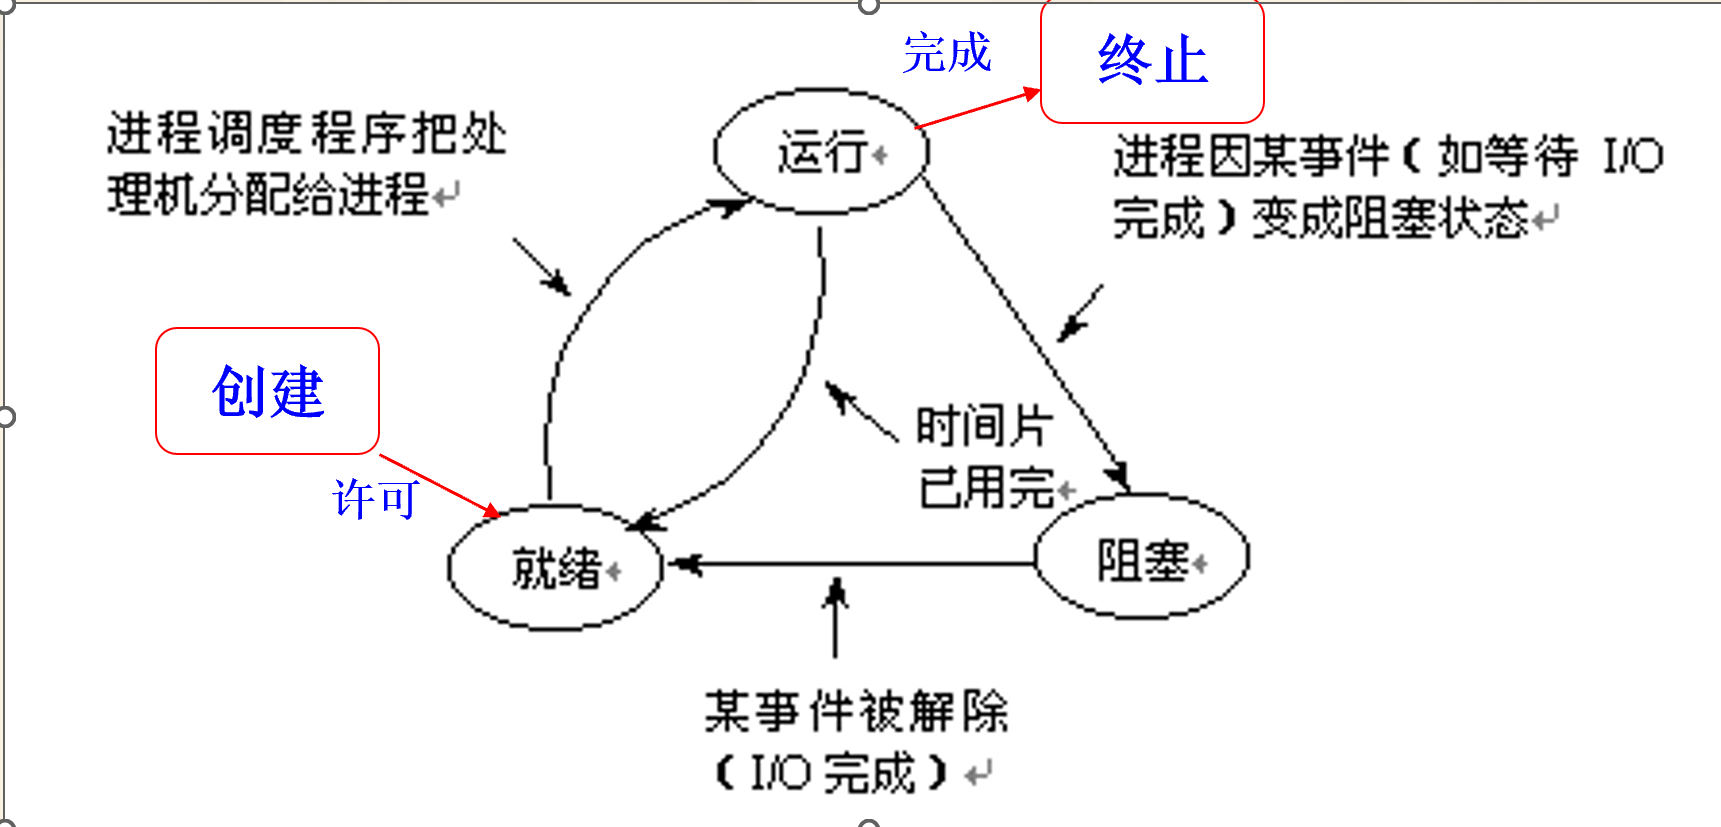 完成
终止
进程调度程序把处
理机分配给进程
运行
进程因某事件(如等待 I/O
完成)变成阻塞状态
创建
许可
时间片
已用完
就绪
阻塞
某事件被解除
(I/O 完成)